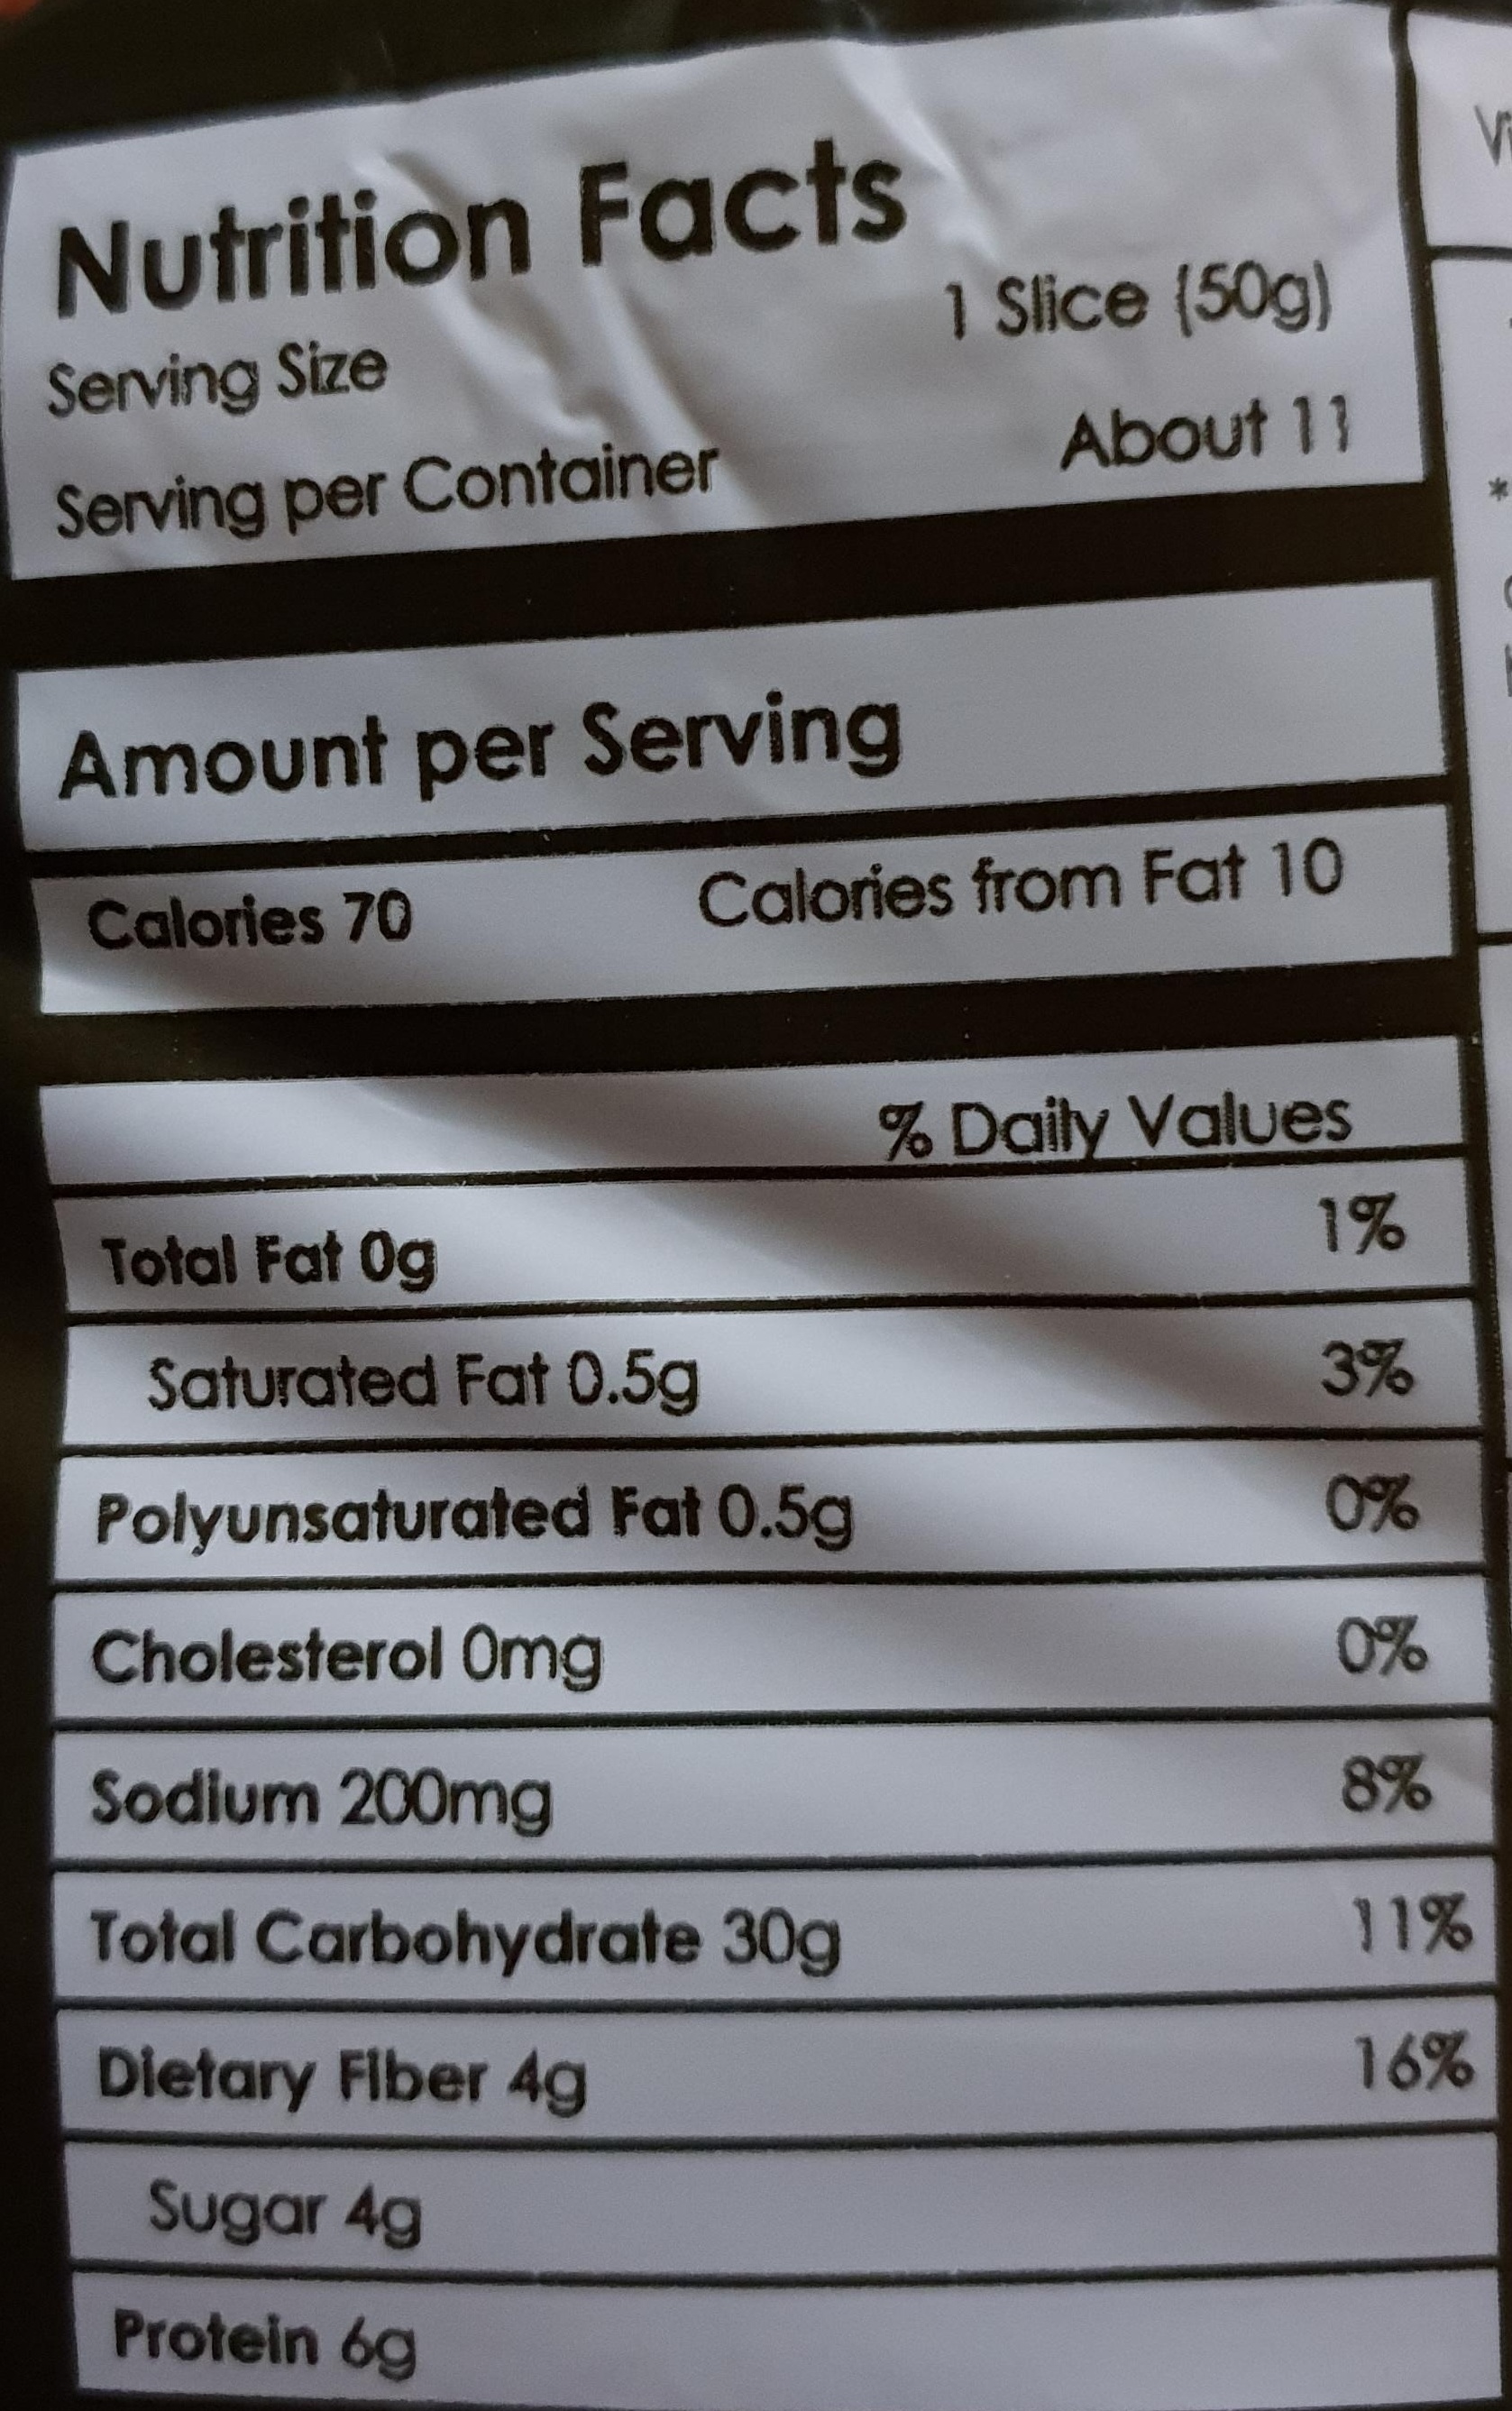 Nutrition Facts
Serving Size 1 Slice (50g)
Serving per Container About 11
Amount per Serving
Calories 70 Calories from Fat 10
% Daily Values
Total Fat 0g 1%
Saturated Fat 0.5g 3%
Polyunsaturated Fat 0.5g 0%
Cholesterol 0mg 0%
Sodium 200mg 8%
Total Carbohydrate 30g 11%
Dietary Fiber 4g 16%
Sugar 4g
Protein 6g
*